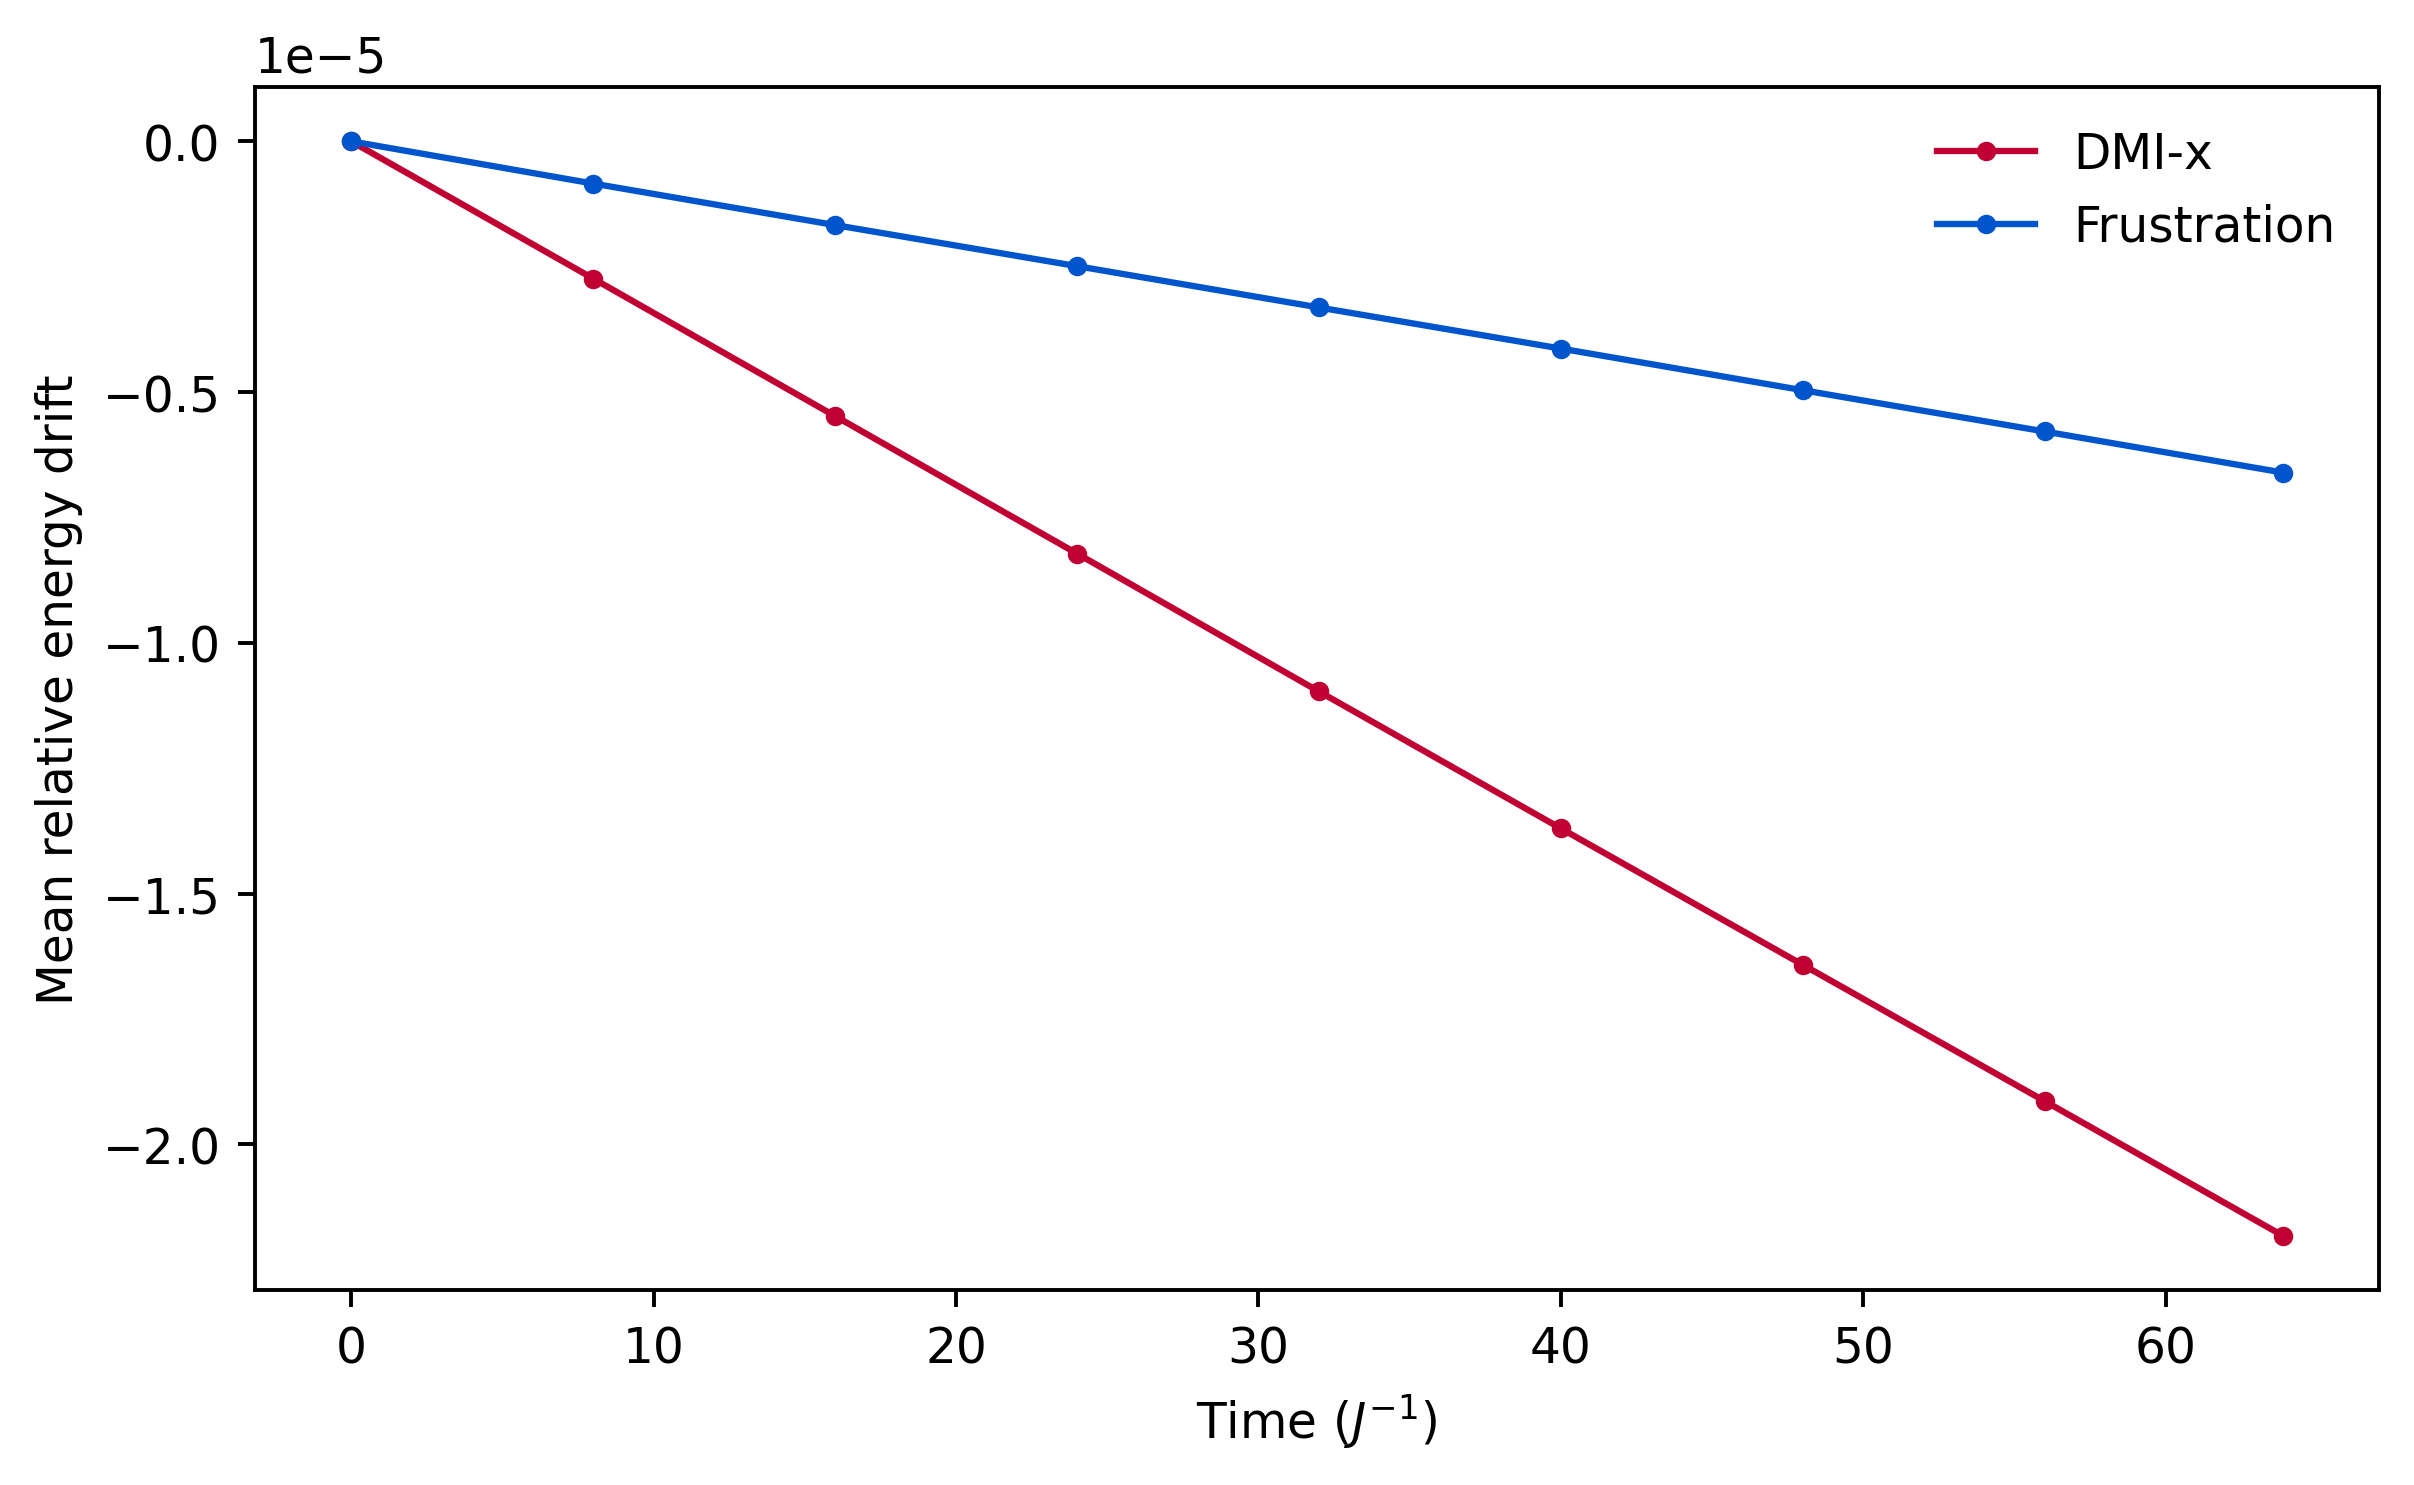 1e−5
0.0
−0.5
−1.0
−1.5
−2.0
Mean relative energy drift
DMI-x
Frustration
0 10 20 30 40 50 60
Time (J⁻¹)